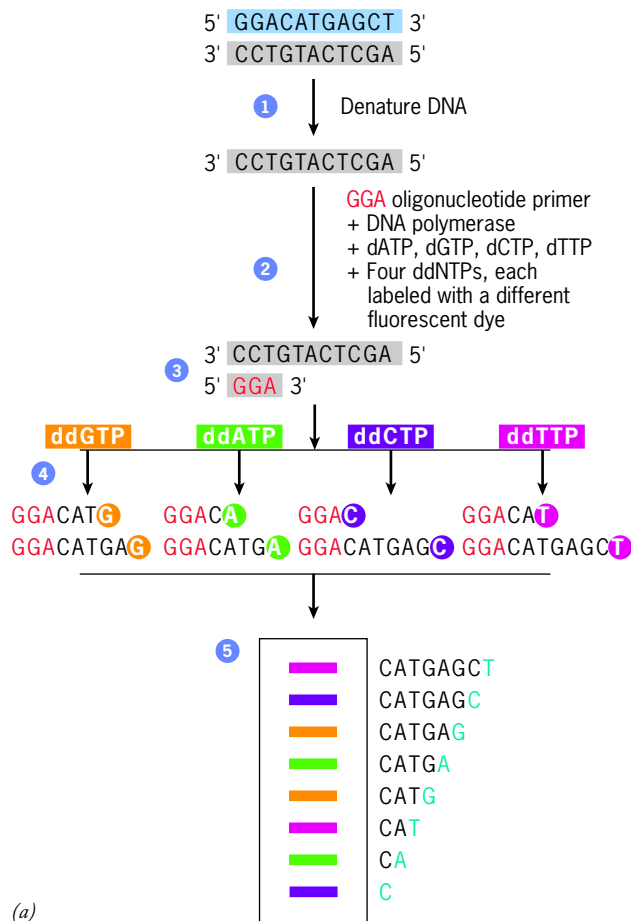 5' GGACATGAGCT 3'
3' CCTGTACTCGA 5'
1 Denature DNA
3' CCTGTACTCGA 5'
GGA oligonucleotide primer
+ DNA polymerase
+ dATP, dGTP, dCTP, dTTP
2 + Four ddNTPs, each
labeled with a different
fluorescent dye
3' CCTGTACTCGA 5'
3
5' GGA 3'
ddGTP ddATP ddCTP ddTTP
4
GGACATG GGACA GGAC GGACAT
GGACATGAG GGACATGA GGACATGAGC GGACATGAGCT
5
CATGAGCT
CATGAGC
CATGAG
CATGA
CATG
CAT
CA
C
(a)